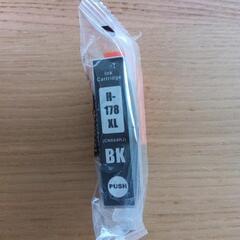 Ink
Cartridge
H-
178
XL
BK
PUSH